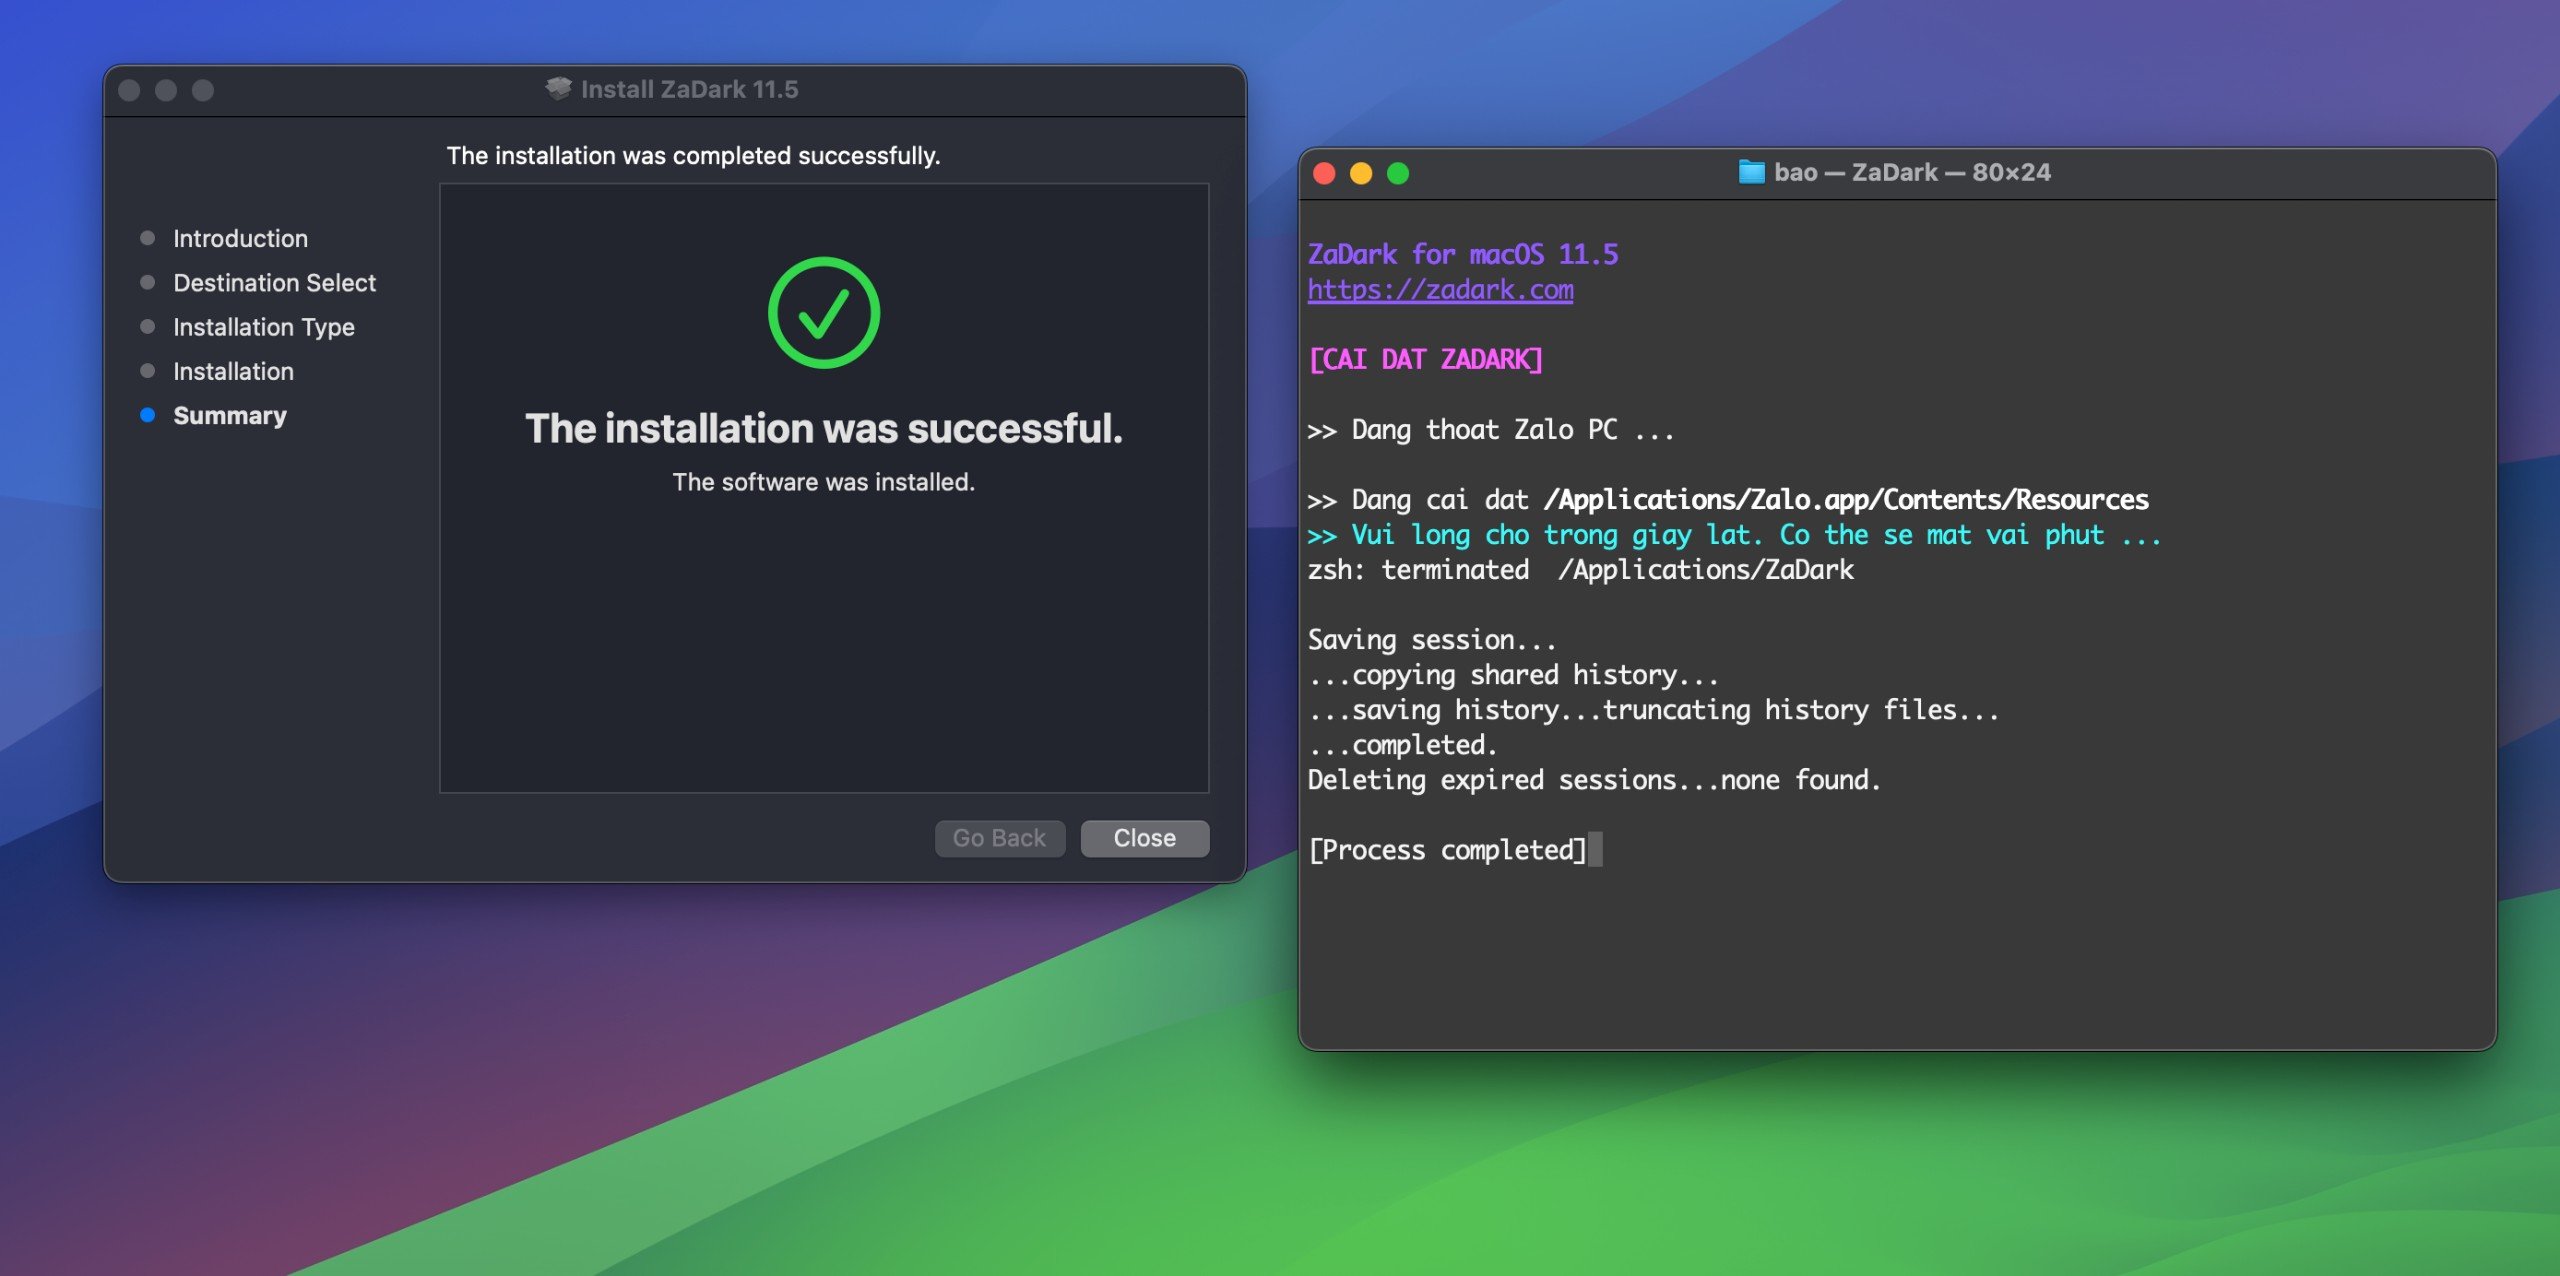 Install ZaDark 11.5
The installation was completed successfully.
Introduction
Destination Select
Installation Type
Installation
Summary
The installation was successful.
The software was installed.
Go Back
Close
bao — ZaDark — 80×24
ZaDark for macOS 11.5
https://zadark.com
[CAI DAT ZADARK]
>> Dang thoat Zalo PC ...
>> Dang cai dat /Applications/Zalo.app/Contents/Resources
>> Vui long cho trong giay lat. Co the se mat vai phut ...
zsh: terminated  /Applications/ZaDark
Saving session...
...copying shared history...
...saving history...truncating history files...
...completed.
Deleting expired sessions...none found.
[Process completed]